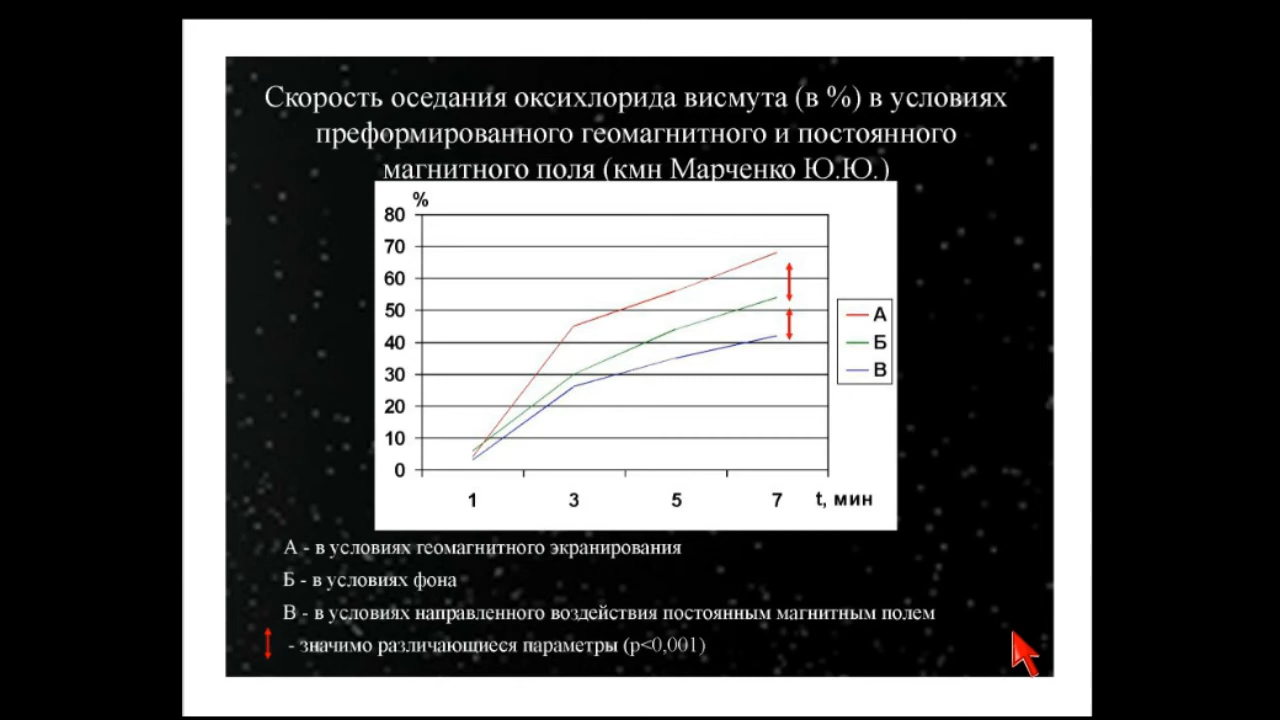 Скорость оседания оксихлорида висмута (в %) в условиях
преформированного геомагнитного и постоянного
магнитного поля (кмн Марченко Ю.Ю.)
%
80
70
60
50
40
30
20
10
0
1 3 5 7 t, мин
А
Б
В
А - в условиях геомагнитного экранирования
Б - в условиях фона
В - в условиях направленного воздействия постоянным магнитным полем
- значимо различающиеся параметры (р<0,001)